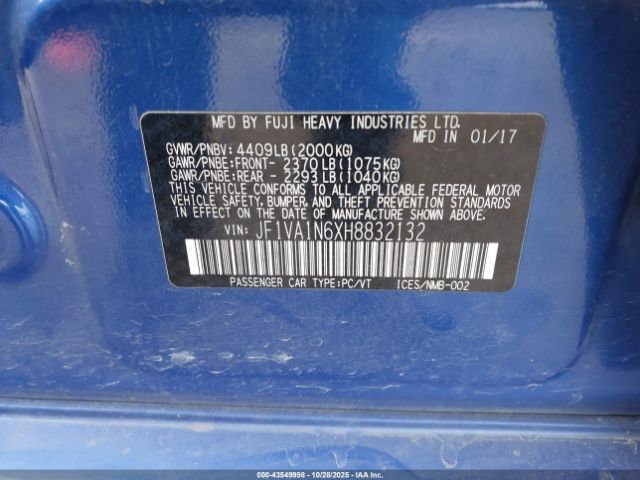 MFD BY FUJI HEAVY INDUSTRIES LTD.
MFD IN 01/17
GVWR/PNBV: 4409LB(2000KG)
GAWR/PNBE:FRONT- 2370LB(1075KG)
GAWR/PNBE:REAR - 2293LB(1040KG)
THIS VEHICLE CONFORMS TO ALL APPLICABLE FEDERAL MOTOR
VEHICLE SAFETY, BUMPER, AND THEFT PREVENTION STANDARDS
IN EFFECT ON THE DATE OF MANUFACTURE SHOWN ABOVE.
VIN: JF1VA1N6XH8832132
PASSENGER CAR TYPE:PC/VT ICES/NMB-002
000-43549998 | 10/28/2025 | Copyright IAA, LLC.